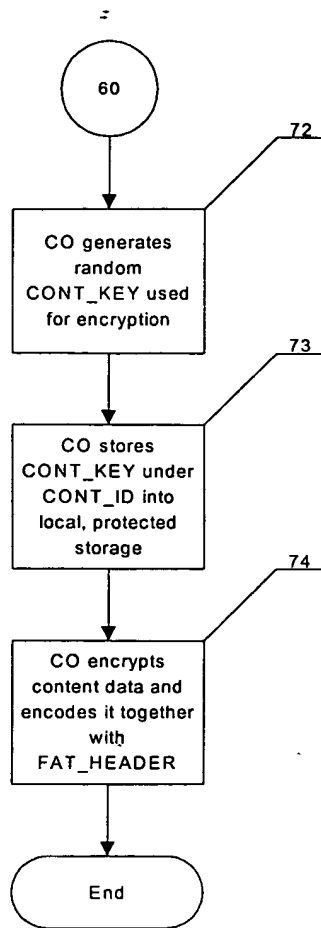 60
72
CO generates
random
CONT_KEY used
for encryption
73
CO stores
CONT_KEY under
CONT_ID into
local, protected
storage
74
CO encrypts
content data and
encodes it together
with
FAT_HEADER
End